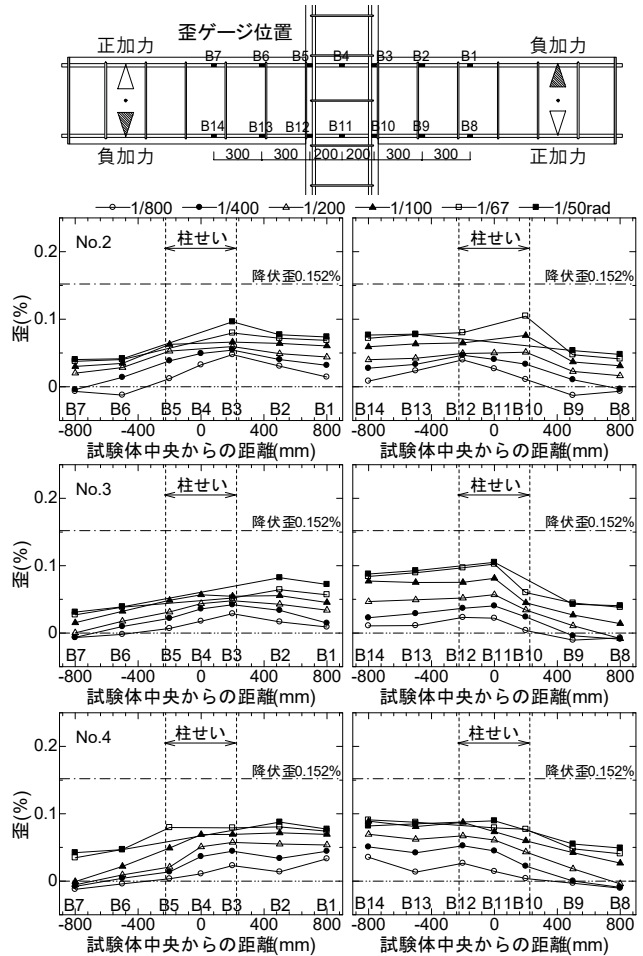 歪ゲージ位置
正加力 負加力
B7 B6 B5 B4 B3 B2 B1
B14 B13 B12 B11 B10 B9 B8
負加力 正加力
300 300 200 200 300 300
1/800 1/400 1/200 1/100 1/67 1/50rad
No.2
柱せい
降伏歪0.152%
歪(%)
0.2
0.1
0
B7 B6 B5 B4 B3 B2 B1
-800 -400 0 400 800
試験体中央からの距離(mm)
柱せい
降伏歪0.152%
B14 B13 B12 B11 B10 B9 B8
-800 -400 0 400 800
試験体中央からの距離(mm)
No.3
柱せい
降伏歪0.152%
歪(%)
0.2
0.1
0
B7 B6 B5 B4 B3 B2 B1
-800 -400 0 400 800
試験体中央からの距離(mm)
柱せい
降伏歪0.152%
B14 B13 B12 B11 B10 B9 B8
-800 -400 0 400 800
試験体中央からの距離(mm)
No.4
柱せい
降伏歪0.152%
歪(%)
0.2
0.1
0
B7 B6 B5 B4 B3 B2 B1
-800 -400 0 400 800
試験体中央からの距離(mm)
柱せい
降伏歪0.152%
B14 B13 B12 B11 B10 B9 B8
-800 -400 0 400 800
試験体中央からの距離(mm)